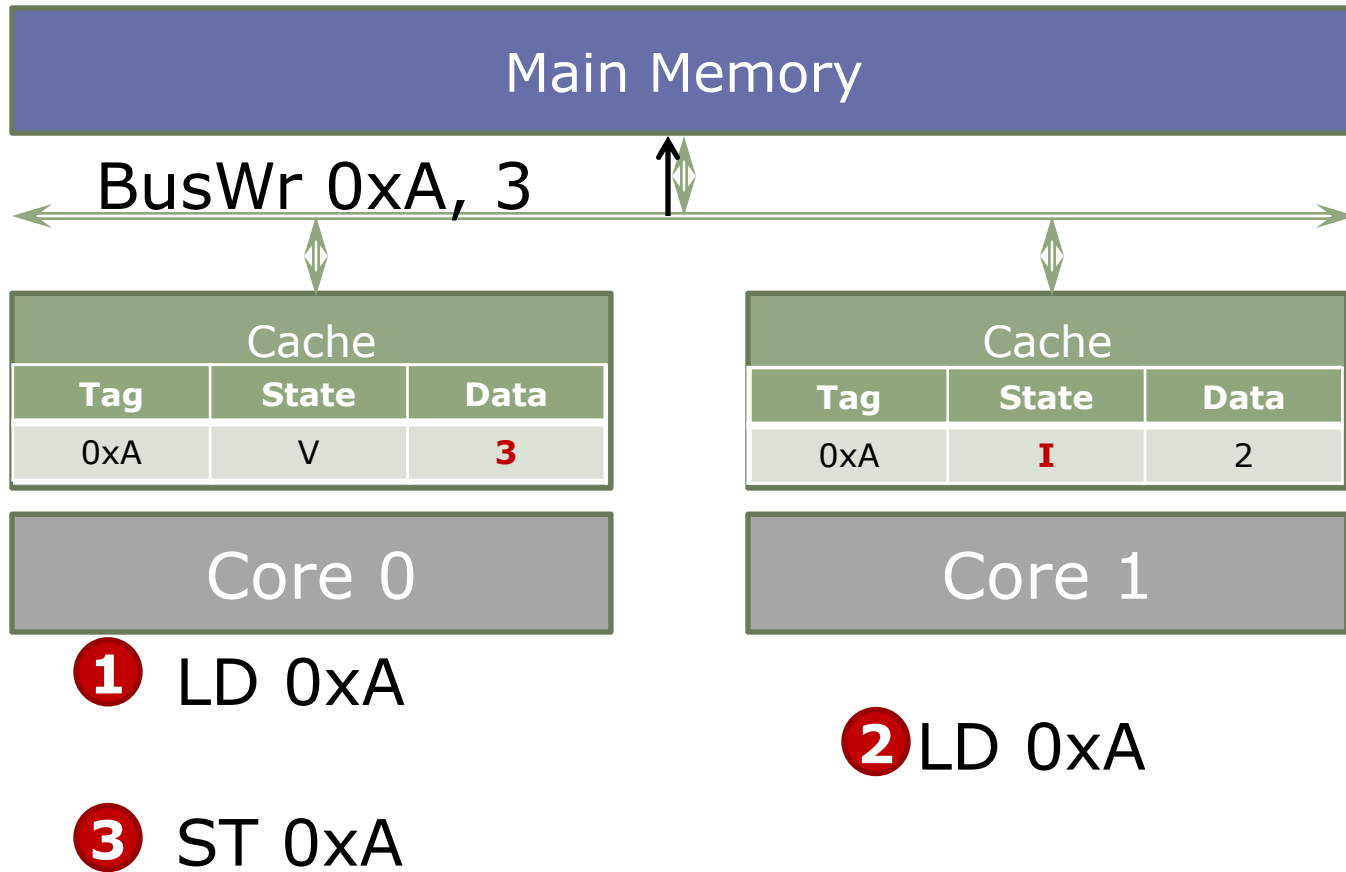 Main Memory
BusWr 0xA, 3
Cache
Tag State Data
0xA V 3
Cache
Tag State Data
0xA I 2
Core 0
Core 1
1 LD 0xA
2 LD 0xA
3 ST 0xA